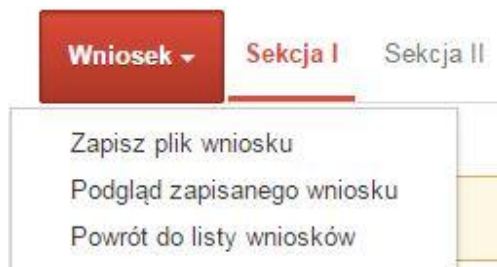 Wniosek Sekcja I Sekcja II
Zapisz plik wniosku
Podgląd zapisanego wniosku
Powrót do listy wniosków